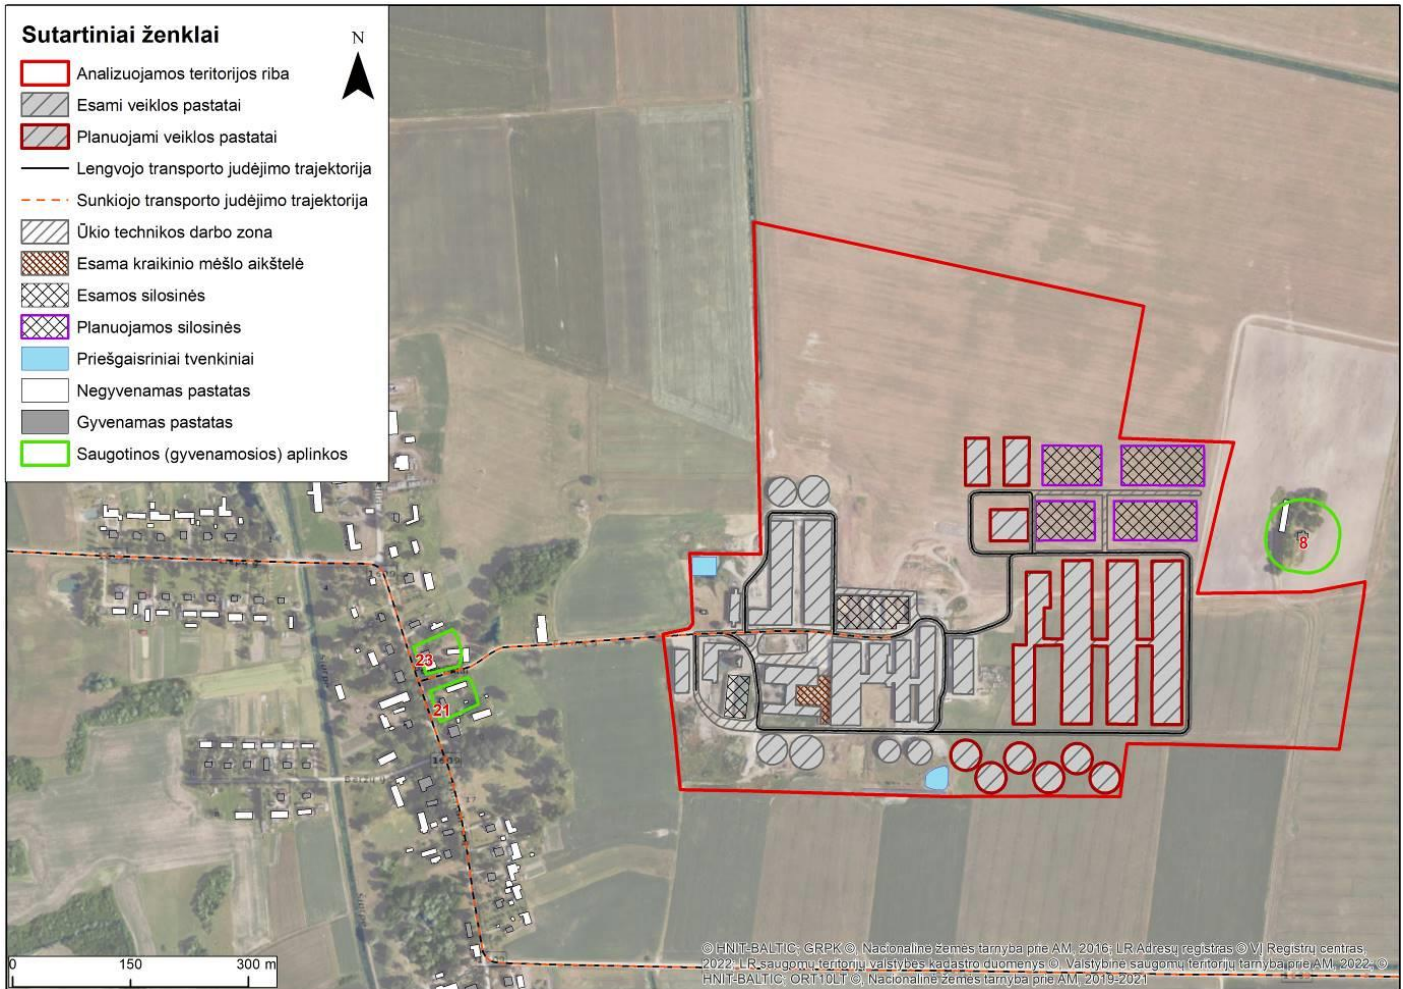 Sutartiniai ženklai
N
Analizuojamos teritorijos riba
Esami veiklos pastatai
Planuojami veiklos pastatai
Lengvojo transporto judėjimo trajektorija
Sunkiojo transporto judėjimo trajektorija
Ūkio technikos darbo zona
Esama kraikinio mėšlo aikštelė
Esamos silosinės
Planuojamos silosinės
Priešgaisriniai tvenkiniai
Negyvenamas pastatas
Gyvenamas pastatas
Saugotinos (gyvenamosios) aplinkos
8
23
21
0 150 300 m
© HNIT-BALTIC; GRPK ©, Nacionalinė žemės tarnyba prie AM, 2016; LR Adresų registras © VĮ Registrų centras,
2022; LR saugomų teritorijų valstybės kadastro duomenys © Valstybinė saugomų teritorijų tarnyba prie AM, 2022; ©
HNIT-BALTIC; ORT10LT ©, Nacionalinė žemės tarnyba prie AM, 2019-2021